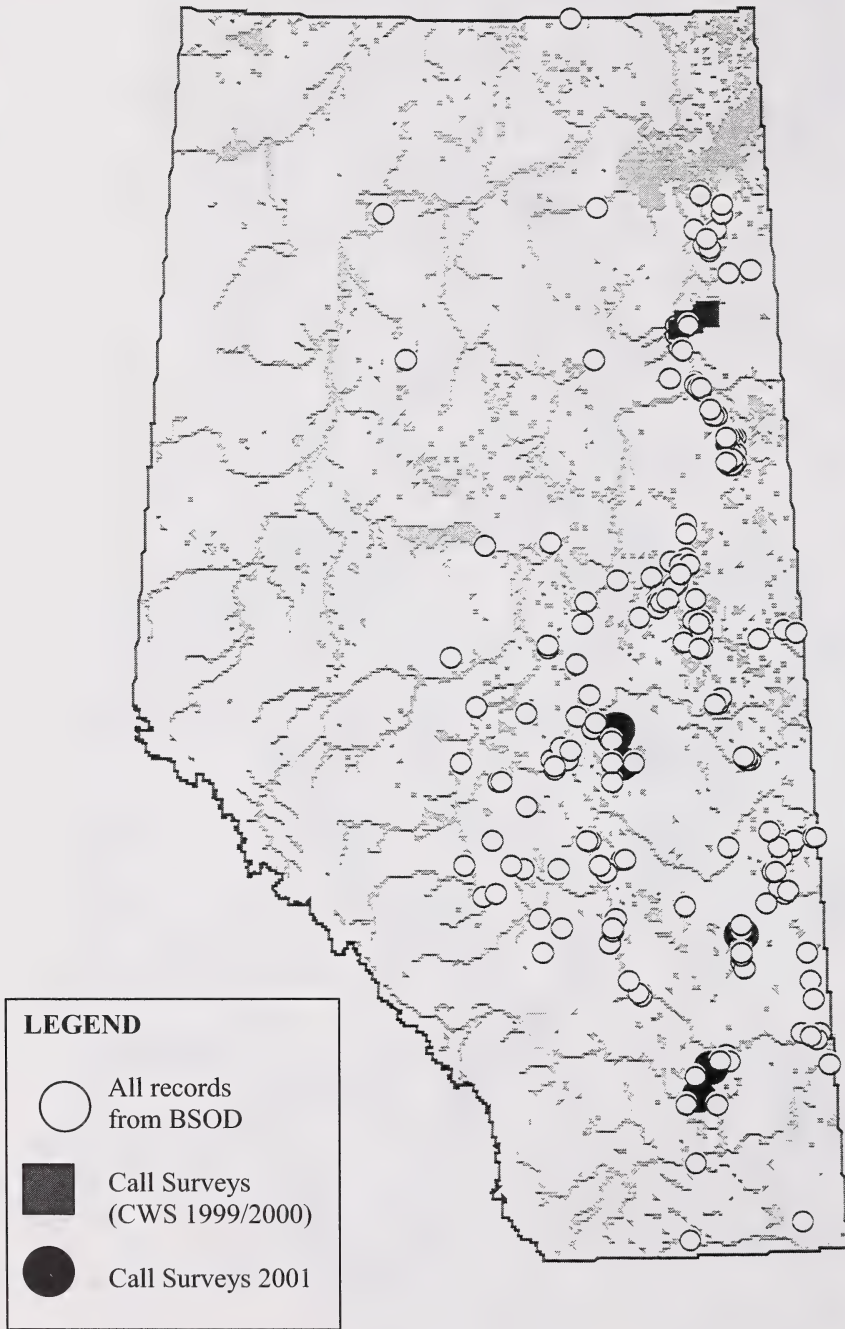 LEGEND
All records
from BSOD
Call Surveys
(CWS 1999/2000)
Call Surveys 2001